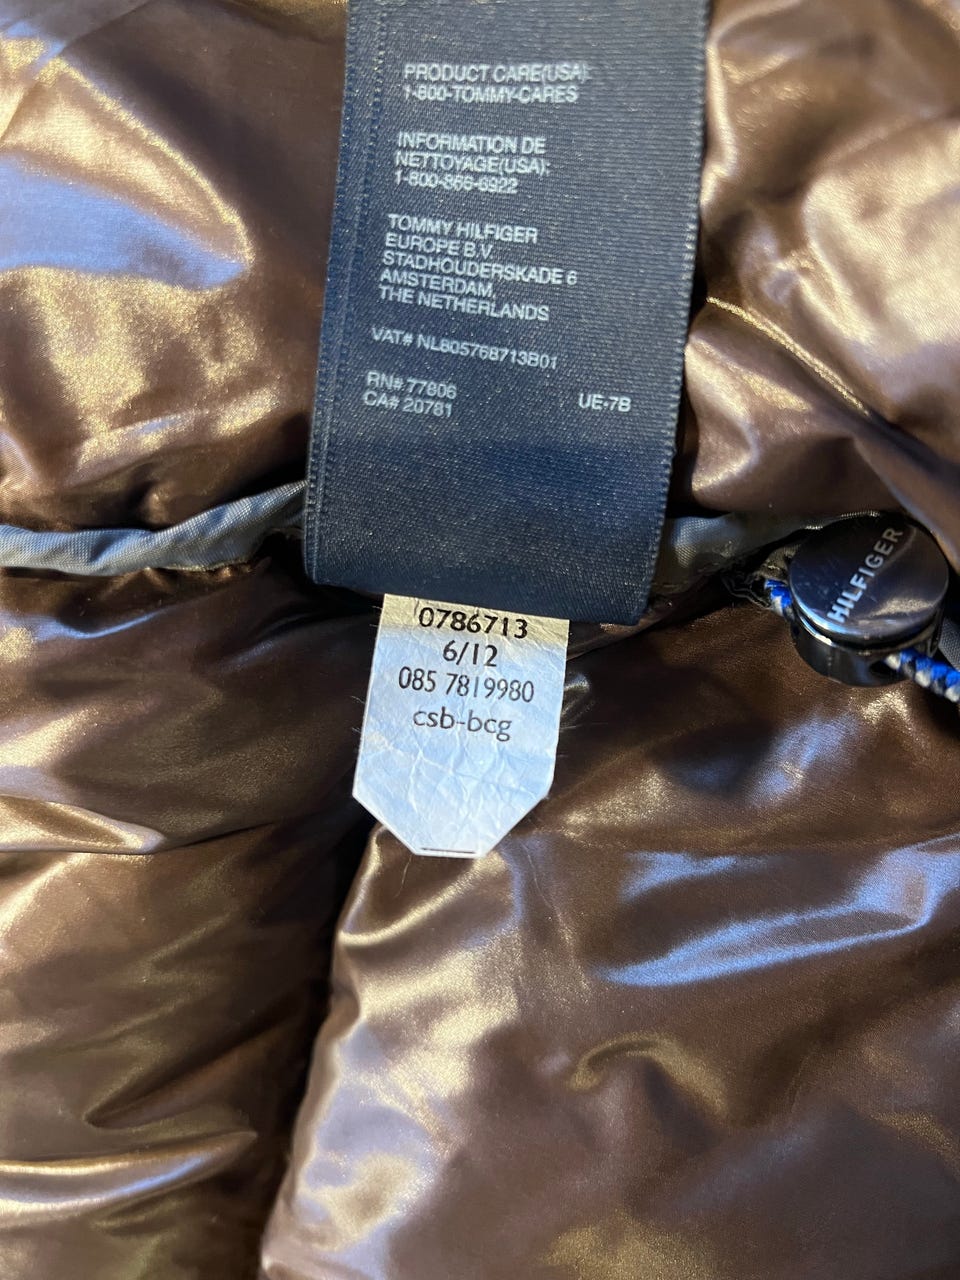 PRODUCT CARE(USA):
1-800-TOMMY-CARES
INFORMATION DE
NETTOYAGE(USA):
1-800-866-6922
TOMMY HILFIGER
EUROPE B.V.
STADHOUDERSKADE 6
AMSTERDAM,
THE NETHERLANDS
VAT# NL805768713B01
RN# 77806
CA# 20781
UE-7B
HILFIGER
0786713
6/12
085 7819980
csb-bcg